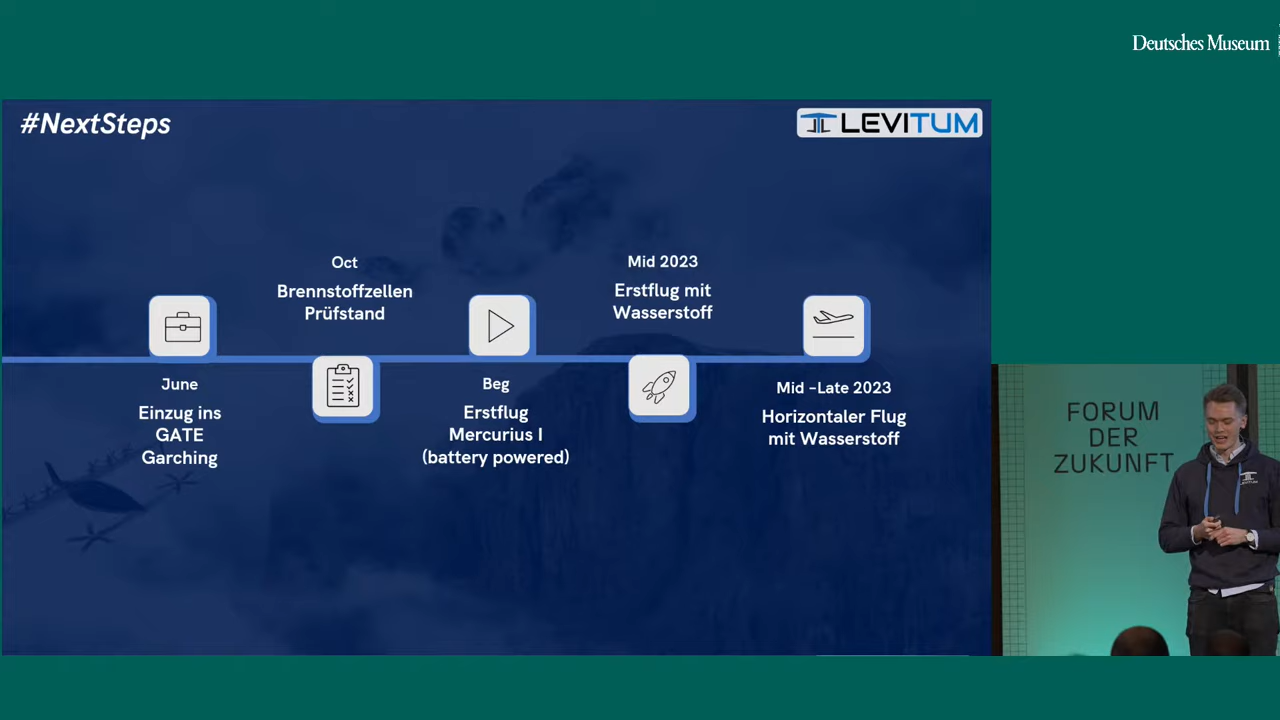 Deutsches Museum
#NextSteps
LEVITUM
June
Einzug ins
GATE
Garching
Oct
Brennstoffzellen
Prüfstand
Beg
Erstflug
Mercurius I
(battery powered)
Mid 2023
Erstflug mit
Wasserstoff
Mid –Late 2023
Horizontaler Flug
mit Wasserstoff
FORUM
DER
ZUKUNFT